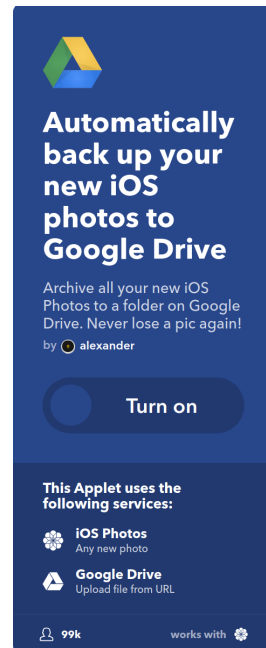 Automatically
back up your
new iOS
photos to
Google Drive
Archive all your new iOS
Photos to a folder on Google
Drive. Never lose a pic again!
by alexander
Turn on
This Applet uses the
following services:
iOS Photos
Any new photo
Google Drive
Upload file from URL
99k works with